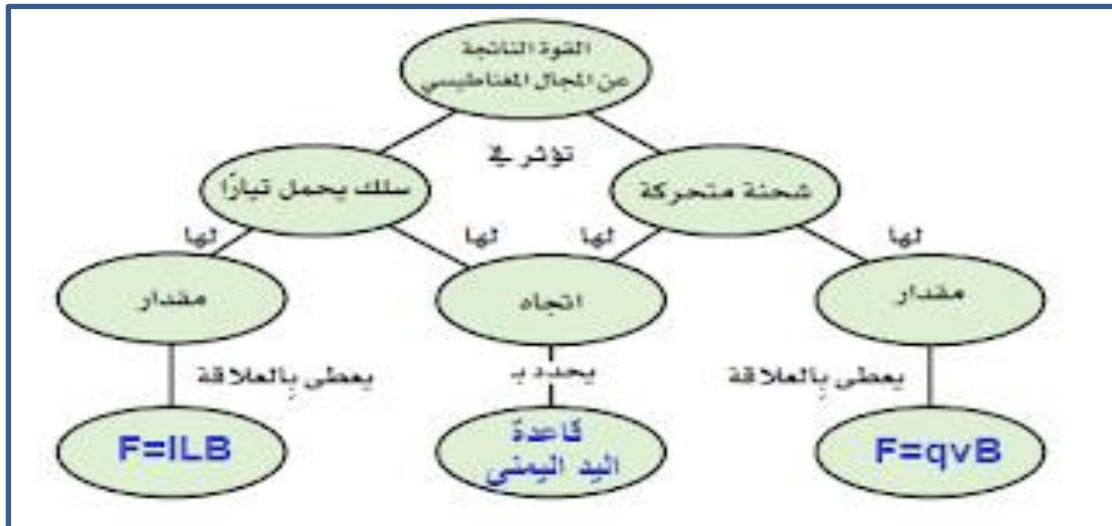 القوة الناتجة
عن المجال المغناطيسي
تؤثر في
شحنة متحركة
سلك يحمل تيارًا
لها
لها
لها
لها
مقدار
اتجاه
مقدار
يعطى بالعلاقة
يحدد بـ
يعطى بالعلاقة
F=qvB
قاعدة
اليد اليمني
F=ILB